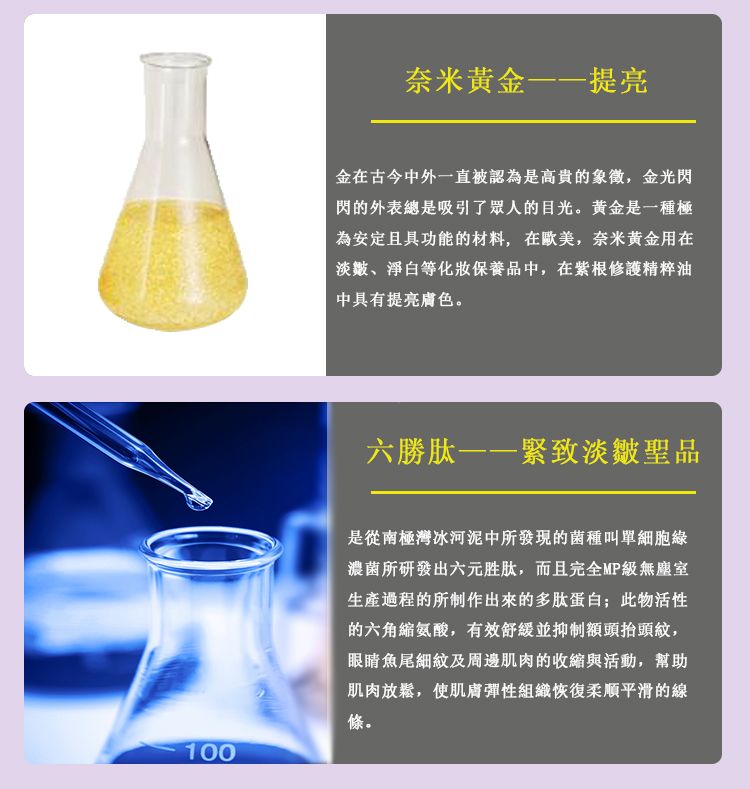 奈米黃金——提亮
金在古今中外一直被認為是高貴的象徵，金光閃
閃的外表總是吸引了眾人的目光。黃金是一種極
為安定且具功能的材料, 在歐美，奈米黃金用在
淡皺、淨白等化妝保養品中，在紫根修護精粹油
中具有提亮膚色。
六勝肽——緊致淡皺聖品
是從南極灣冰河泥中所發現的菌種叫單細胞綠
濃菌所研發出六元胜肽，而且完全MP級無塵室
生產過程的所制作出來的多肽蛋白；此物活性
的六角縮氨酸，有效舒緩並抑制額頭抬頭紋，
眼睛魚尾細紋及周邊肌肉的收縮與活動，幫助
肌肉放鬆，使肌膚彈性組織恢復柔順平滑的線
條。
100